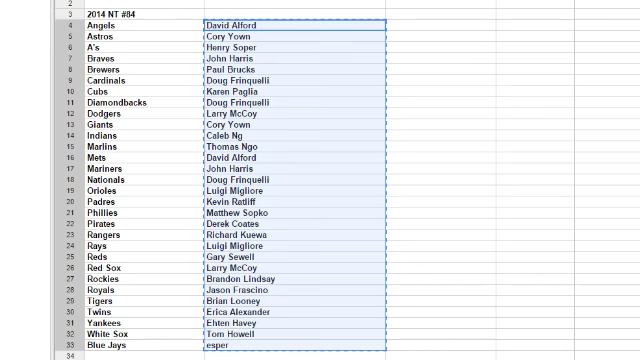 2
3 2014 NT #84
4 Angels David Alford
5 Astros Cory Yown
6 A's Henry Soper
7 Braves John Harris
8 Brewers Paul Brucks
9 Cardinals Doug Frinquelli
10 Cubs Karen Paglia
11 Diamondbacks Doug Frinquelli
12 Dodgers Larry McCoy
13 Giants Cory Yown
14 Indians Caleb Ng
15 Marlins Thomas Ngo
16 Mets David Alford
17 Mariners John Harris
18 Nationals Doug Frinquelli
19 Orioles Luigi Migliore
20 Padres Kevin Ratliff
21 Phillies Matthew Sopko
22 Pirates Derek Coates
23 Rangers Richard Kuewa
24 Rays Luigi Migliore
25 Reds Gary Sewell
26 Red Sox Larry McCoy
27 Rockies Brandon Lindsay
28 Royals Jason Frascino
29 Tigers Brian Looney
30 Twins Erica Alexander
31 Yankees Ehten Havey
32 White Sox Tom Howell
33 Blue Jays esper
34